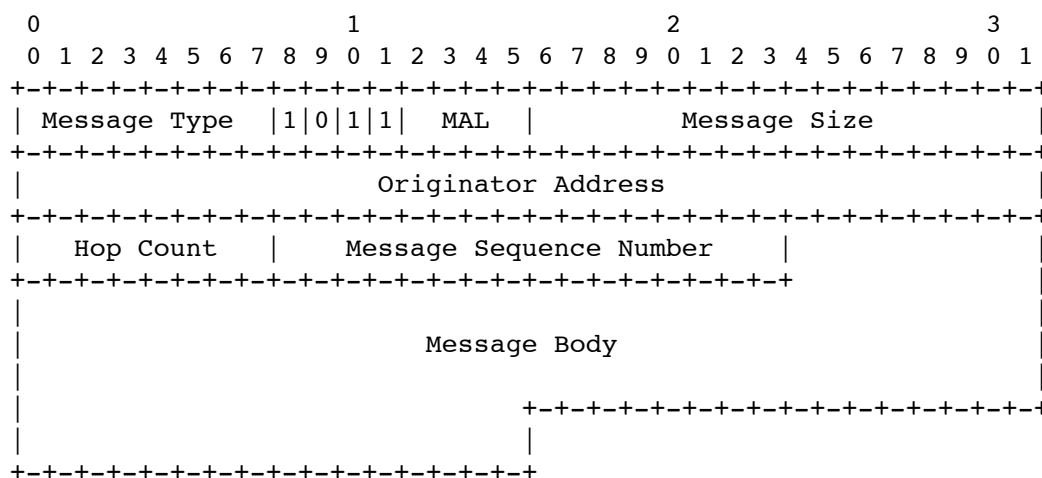 0                   1                   2                   3
 0 1 2 3 4 5 6 7 8 9 0 1 2 3 4 5 6 7 8 9 0 1 2 3 4 5 6 7 8 9 0 1
+-+-+-+-+-+-+-+-+-+-+-+-+-+-+-+-+-+-+-+-+-+-+-+-+-+-+-+-+-+-+-+-+
| Message Type  |1|0|1|1|  MAL  |         Message Size          |
+-+-+-+-+-+-+-+-+-+-+-+-+-+-+-+-+-+-+-+-+-+-+-+-+-+-+-+-+-+-+-+-+
|                      Originator Address                       |
+-+-+-+-+-+-+-+-+-+-+-+-+-+-+-+-+-+-+-+-+-+-+-+-+-+-+-+-+-+-+-+-+
|   Hop Count   |    Message Sequence Number    |               |
+-+-+-+-+-+-+-+-+-+-+-+-+-+-+-+-+-+-+-+-+-+-+-+-+               |
|                                                               |
|                         Message Body                          |
|                                                               |
|                               +-+-+-+-+-+-+-+-+-+-+-+-+-+-+-+-+
|                               |
+-+-+-+-+-+-+-+-+-+-+-+-+-+-+-+-+